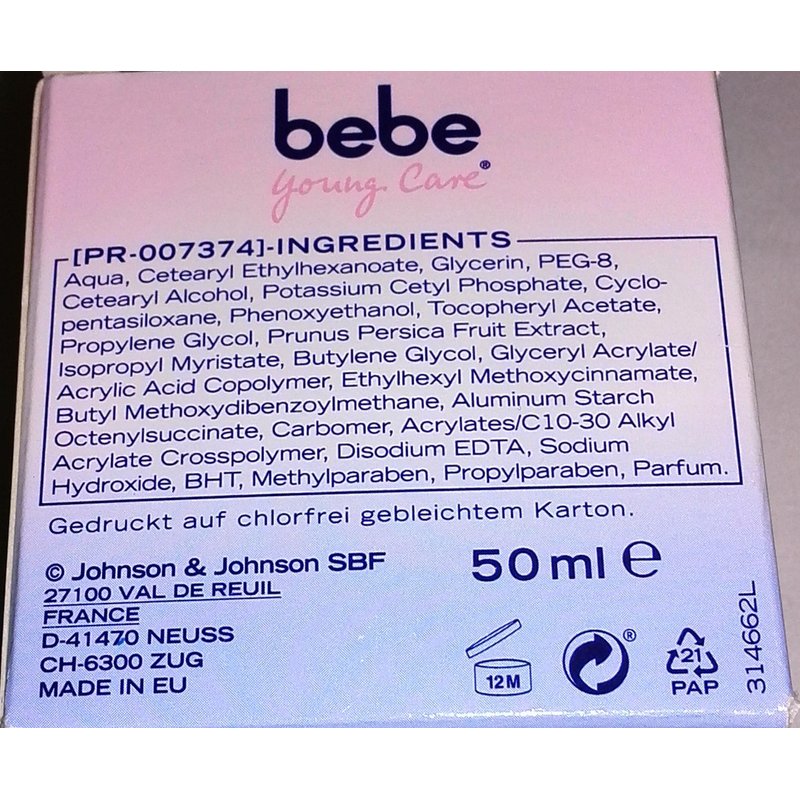 bebe
young care®
[PR-007374]-INGREDIENTS
Aqua, Cetearyl Ethylhexanoate, Glycerin, PEG-8,
Cetearyl Alcohol, Potassium Cetyl Phosphate, Cyclo-
pentasiloxane, Phenoxyethanol, Tocopheryl Acetate,
Propylene Glycol, Prunus Persica Fruit Extract,
Isopropyl Myristate, Butylene Glycol, Glyceryl Acrylate/
Acrylic Acid Copolymer, Ethylhexyl Methoxycinnamate,
Butyl Methoxydibenzoylmethane, Aluminum Starch
Octenylsuccinate, Carbomer, Acrylates/C10-30 Alkyl
Acrylate Crosspolymer, Disodium EDTA, Sodium
Hydroxide, BHT, Methylparaben, Propylparaben, Parfum.
Gedruckt auf chlorfrei gebleichtem Karton.
© Johnson & Johnson SBF
27100 VAL DE REUIL
FRANCE
D-41470 NEUSS
CH-6300 ZUG
MADE IN EU
50 ml ℮
12 M
®
21
PAP
314662L